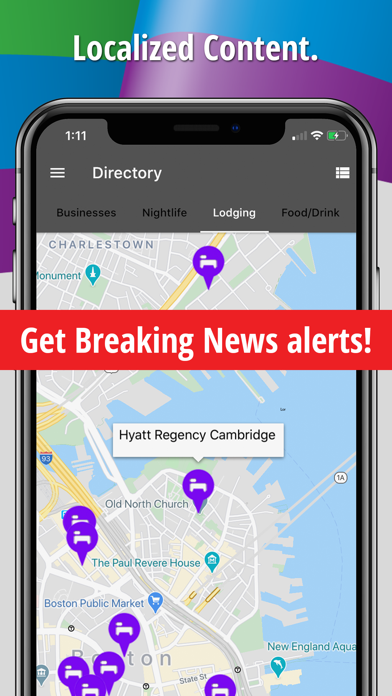 Localized Content.
1:11
Directory
Businesses Nightlife Lodging Food/Drink
CHARLESTOWN
Monument
Get Breaking News alerts!
Hyatt Regency Cambridge
1A
93
Old North Church
The Paul Revere House
Boston Public Market
New England Aqua
Boston
State St